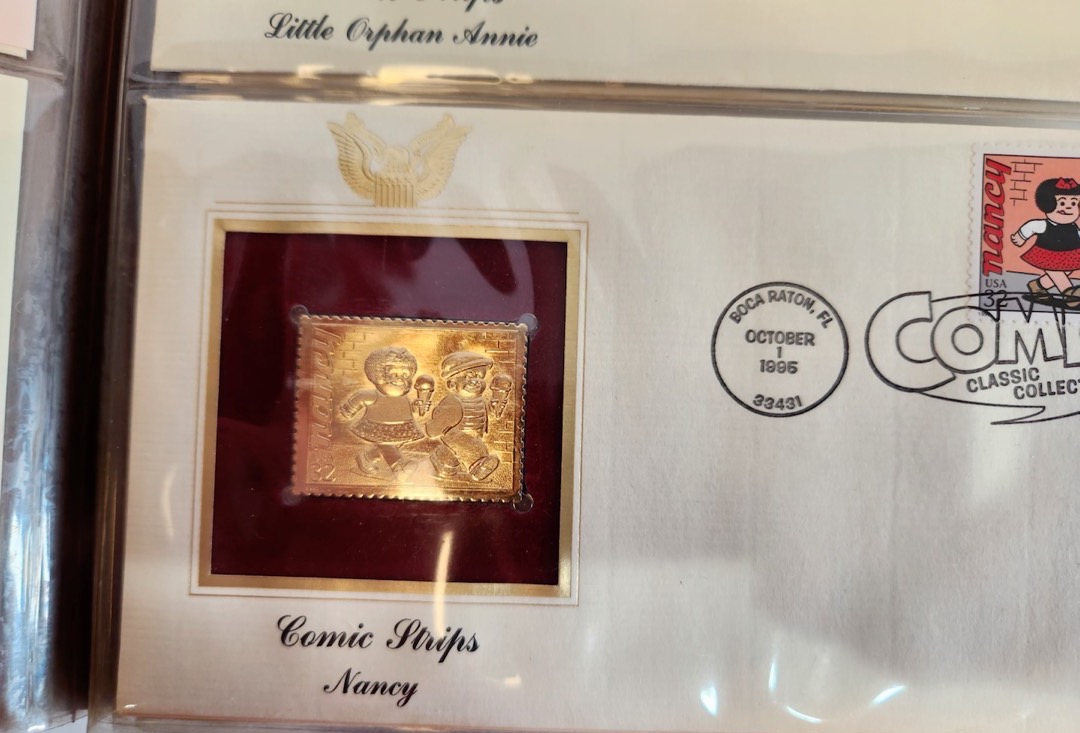 Little Orphan Annie
nancy
USA
32
BOCA RATON, FL
OCTOBER
1
1995
33431
COMI
CLASSIC
COLLECT
nancy
Comic Strips
Nancy